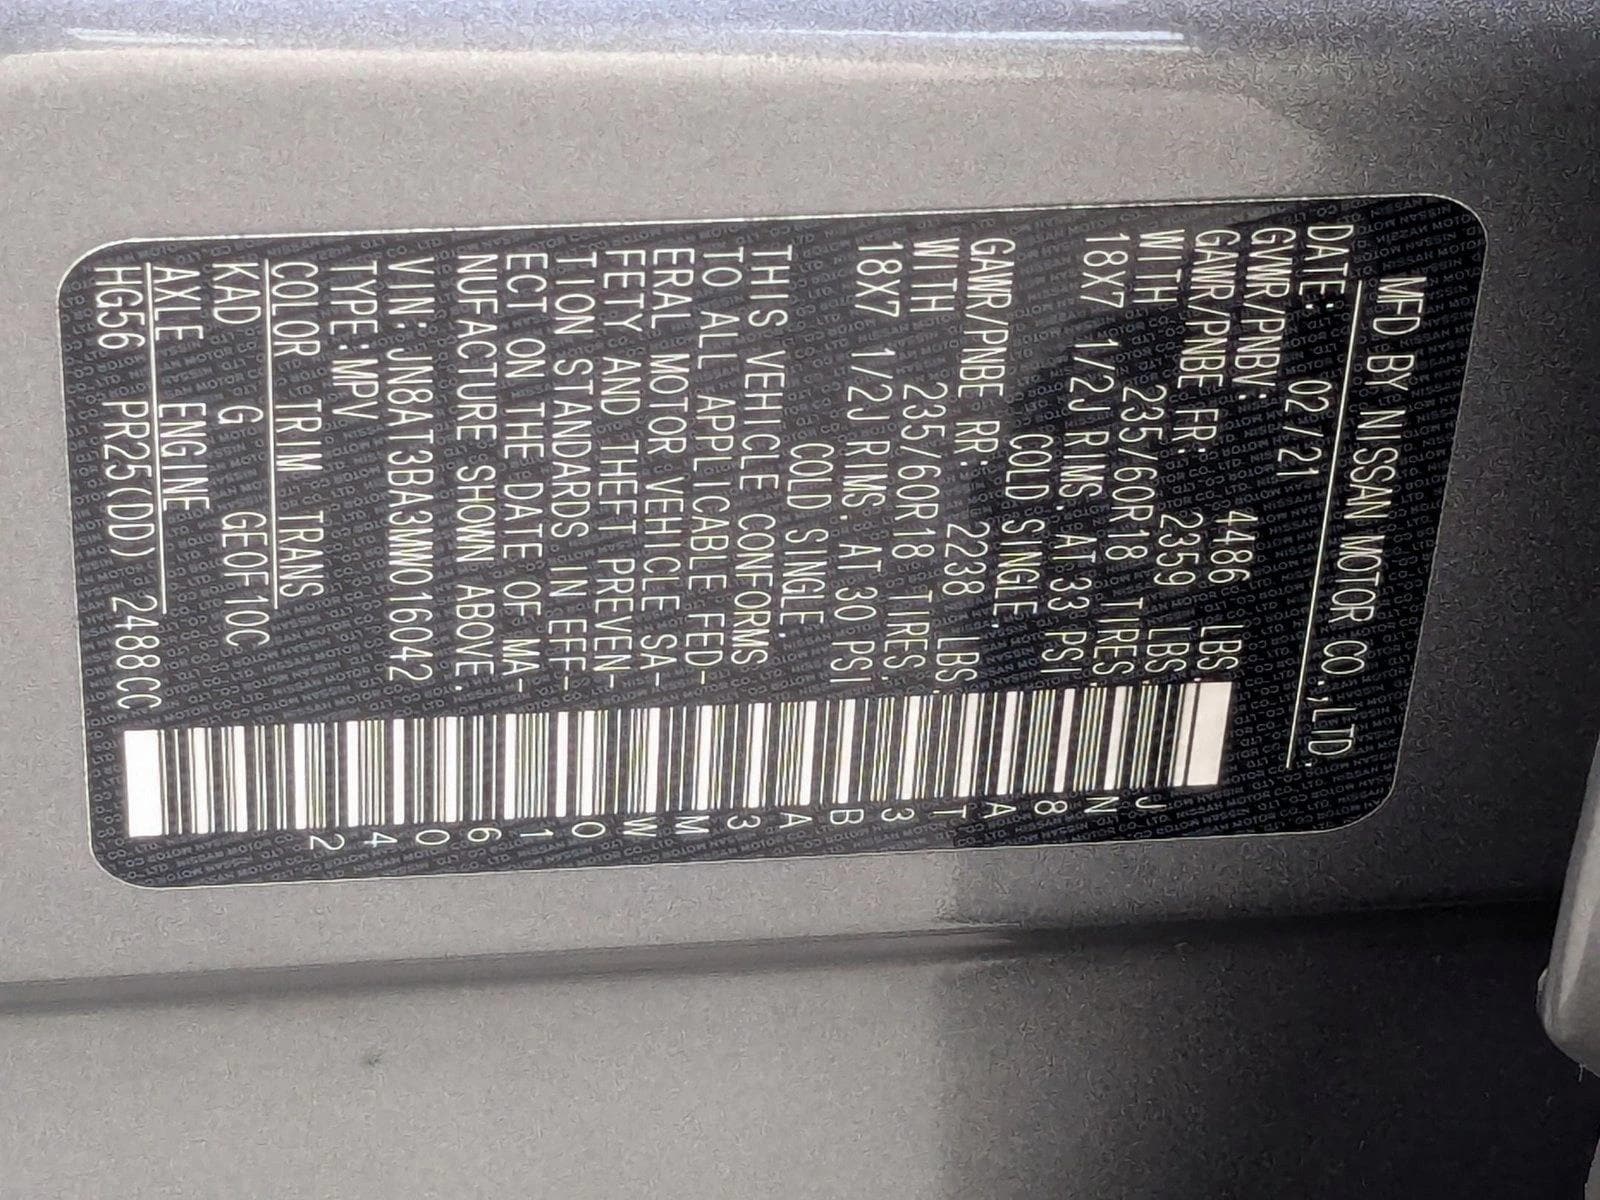 MFD BY NISSAN MOTOR CO.,LTD.
DATE: 02/21
GVWR/PNBV: 4486 LBS.
GAWR/PNBE FR: 2359 LBS.
WITH 235/60R18 TIRES,
18X7 1/2J RIMS, AT 33 PSI
COLD SINGLE.
GAWR/PNBE RR: 2238 LBS.
WITH 235/60R18 TIRES,
18X7 1/2J RIMS, AT 30 PSI
COLD SINGLE.
THIS VEHICLE CONFORMS
TO ALL APPLICABLE FED-
ERAL MOTOR VEHICLE SA-
FETY AND THEFT PREVEN-
TION STANDARDS IN EFF-
ECT ON THE DATE OF MA-
NUFACTURE SHOWN ABOVE.
VIN: JN8AT3BA3MW016042
TYPE: MPV
COLOR TRIM TRANS
KAD G GE0F10C
AXLE ENGINE
HG56 PR25(DD) 2488CC
JN8AT3BA3MW016042